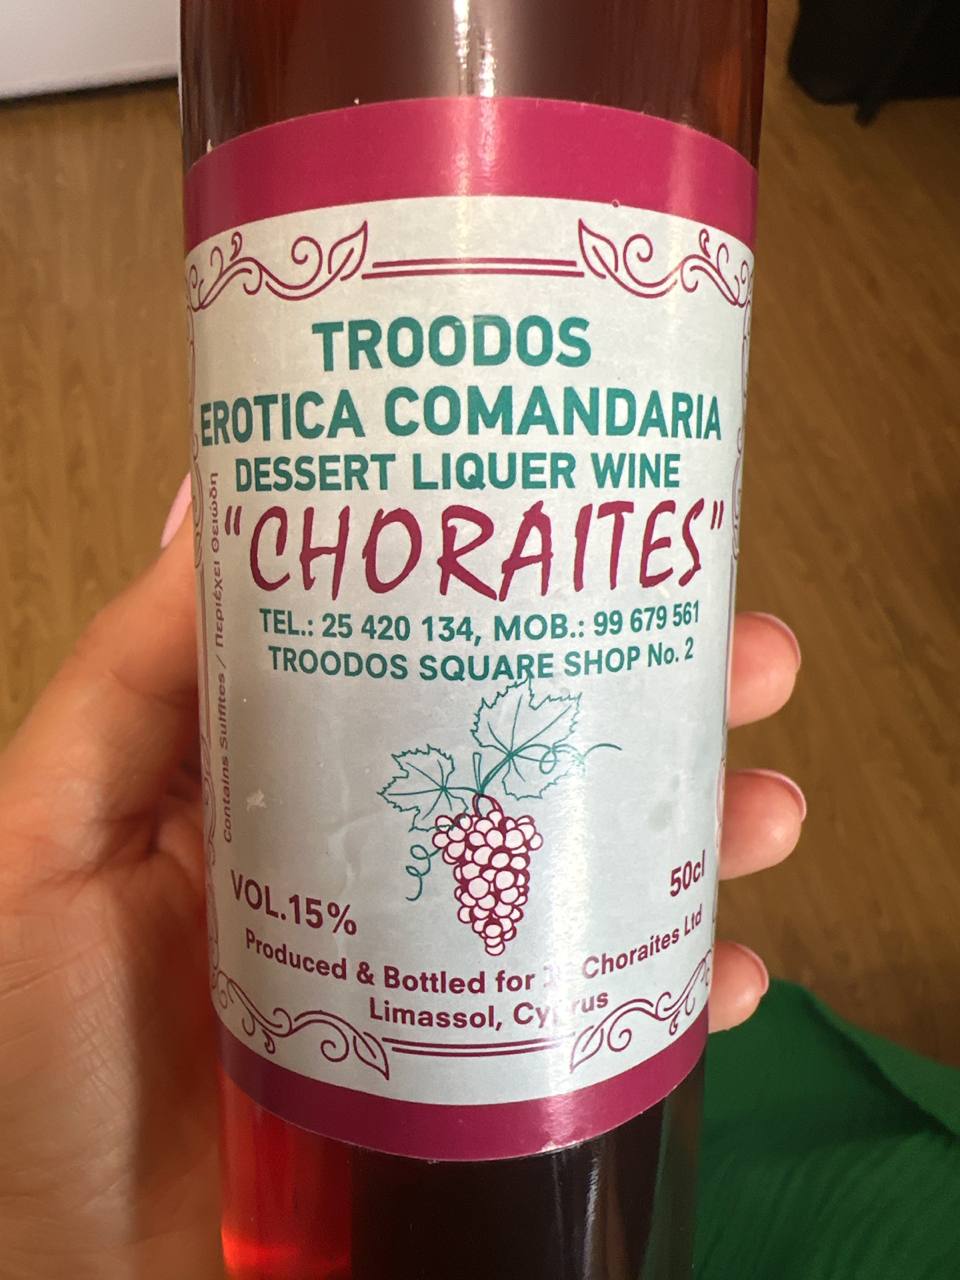 TROODOS
EROTICA COMANDARIA
DESSERT LIQUER WINE
"CHORAITES"
TEL.: 25 420 134, MOB.: 99 679 561
TROODOS SQUARE SHOP No. 2
Contains Sulfites / Περιέχει Θειώδη
VOL.15%
50cl
Produced & Bottled for Choraites Ltd
Limassol, Cyprus